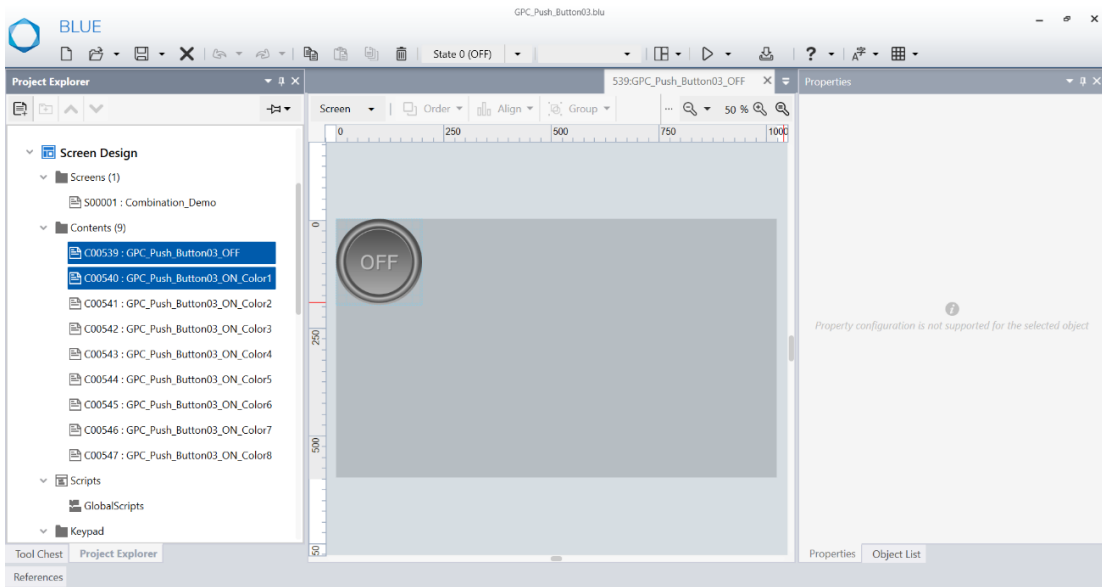 GPC_Push_Button03.blu
BLUE
State 0 (OFF)
Project Explorer
539:GPC_Push_Button03_OFF
Properties
Screen
Order
Align
Group
50 %
0
250
500
750
1000
Screen Design
Screens (1)
S00001 : Combination_Demo
Contents (9)
C00539 : GPC_Push_Button03_OFF
C00540 : GPC_Push_Button03_ON_Color1
C00541 : GPC_Push_Button03_ON_Color2
C00542 : GPC_Push_Button03_ON_Color3
C00543 : GPC_Push_Button03_ON_Color4
C00544 : GPC_Push_Button03_ON_Color5
C00545 : GPC_Push_Button03_ON_Color6
C00546 : GPC_Push_Button03_ON_Color7
C00547 : GPC_Push_Button03_ON_Color8
Scripts
GlobalScripts
Keypad
0
250
500
OFF
Property configuration is not supported for the selected object
Tool Chest
Project Explorer
Properties
Object List
References